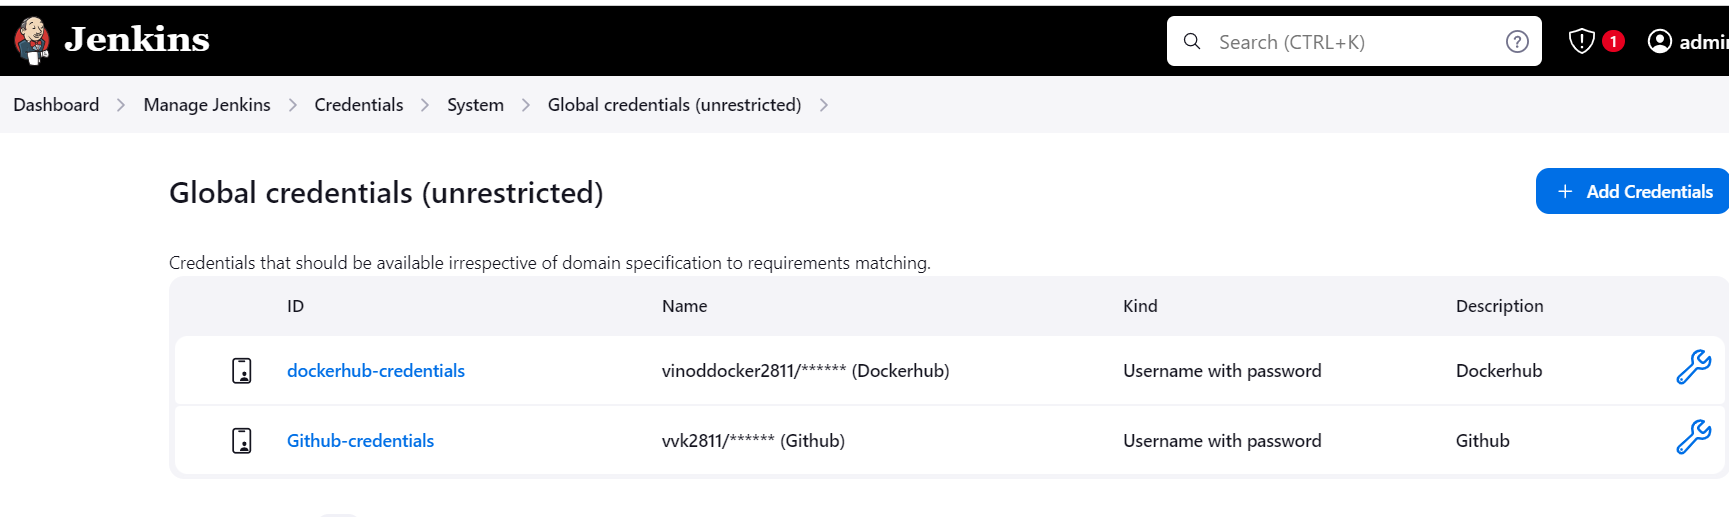 Jenkins
Search (CTRL+K) ?
! 1
admin
Dashboard > Manage Jenkins > Credentials > System > Global credentials (unrestricted) >
Global credentials (unrestricted)
+ Add Credentials
Credentials that should be available irrespective of domain specification to requirements matching.
ID Name Kind Description
dockerhub-credentials vinoddocker2811/****** (Dockerhub) Username with password Dockerhub
Github-credentials vvk2811/****** (Github) Username with password Github